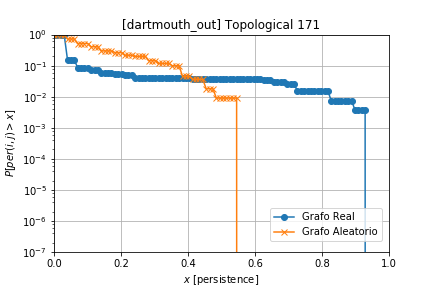 [dartmouth_out] Topological 171
P[per(i, j) > x]
10^0
10^-1
10^-2
10^-3
10^-4
10^-5
10^-6
10^-7
0.0 0.2 0.4 0.6 0.8 1.0
x [persistence]
Grafo Real
Grafo Aleatorio